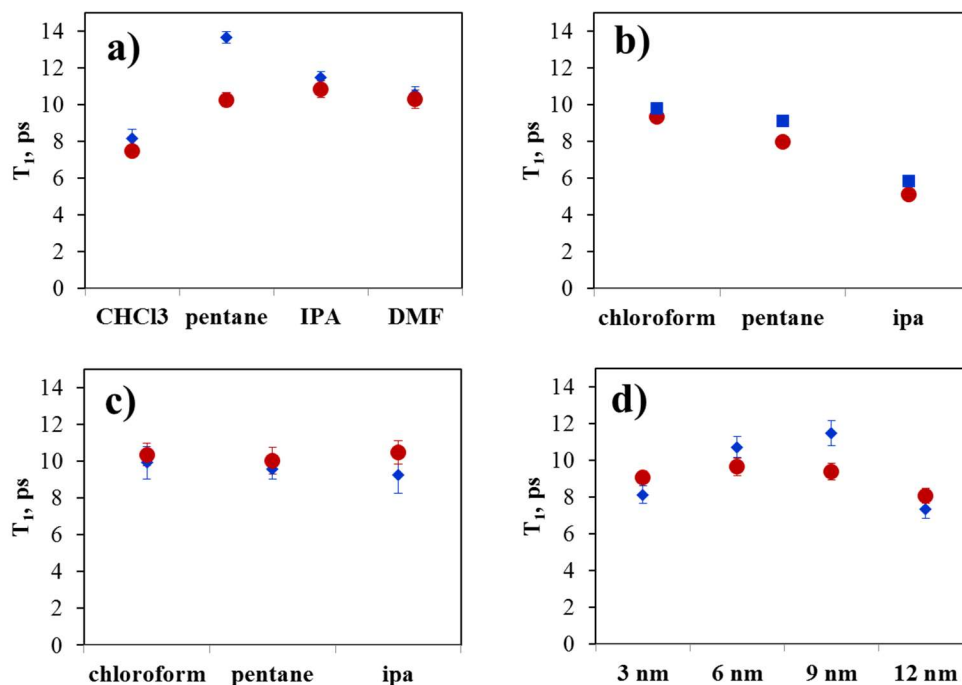 a)
14
12
10
8
6
4
2
0
T1, ps
CHCl3 pentane IPA DMF
b)
14
12
10
8
6
4
2
0
T1, ps
chloroform pentane ipa
c)
14
12
10
8
6
4
2
0
T1, ps
chloroform pentane ipa
d)
14
12
10
8
6
4
2
0
T1, ps
3 nm 6 nm 9 nm 12 nm